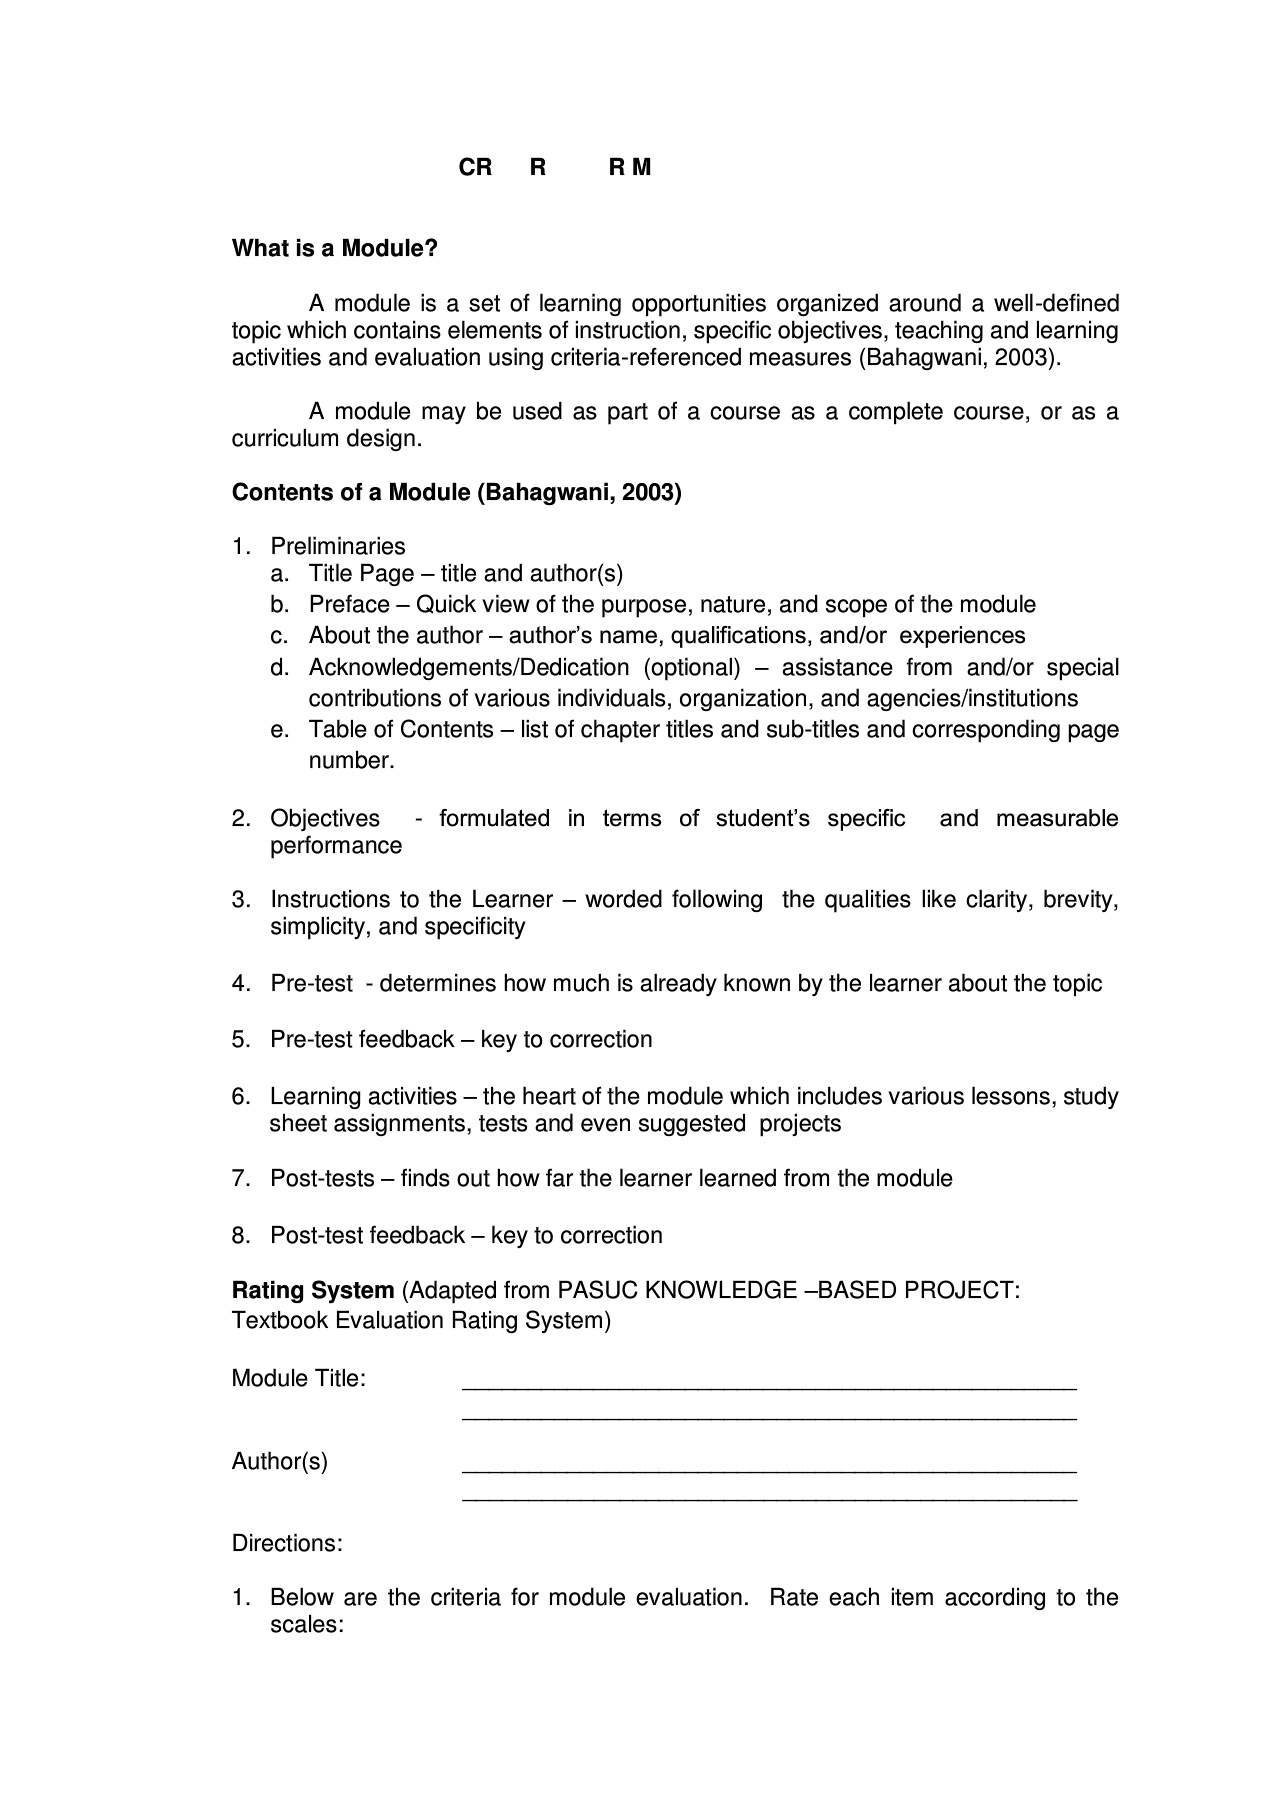 CR R R M
What is a Module?
A module is a set of learning opportunities organized around a well-defined
topic which contains elements of instruction, specific objectives, teaching and learning
activities and evaluation using criteria-referenced measures (Bahagwani, 2003).
A module may be used as part of a course as a complete course, or as a
curriculum design.
Contents of a Module (Bahagwani, 2003)
1. Preliminaries
a. Title Page – title and author(s)
b. Preface – Quick view of the purpose, nature, and scope of the module
c. About the author – author’s name, qualifications, and/or experiences
d. Acknowledgements/Dedication (optional) – assistance from and/or special
contributions of various individuals, organization, and agencies/institutions
e. Table of Contents – list of chapter titles and sub-titles and corresponding page
number.
2. Objectives - formulated in terms of student’s specific and measurable
performance
3. Instructions to the Learner – worded following the qualities like clarity, brevity,
simplicity, and specificity
4. Pre-test - determines how much is already known by the learner about the topic
5. Pre-test feedback – key to correction
6. Learning activities – the heart of the module which includes various lessons, study
sheet assignments, tests and even suggested projects
7. Post-tests – finds out how far the learner learned from the module
8. Post-test feedback – key to correction
Rating System (Adapted from PASUC KNOWLEDGE –BASED PROJECT:
Textbook Evaluation Rating System)
Module Title: _______________________________________________
_______________________________________________
Author(s) _______________________________________________
_______________________________________________
Directions:
1. Below are the criteria for module evaluation. Rate each item according to the
scales: